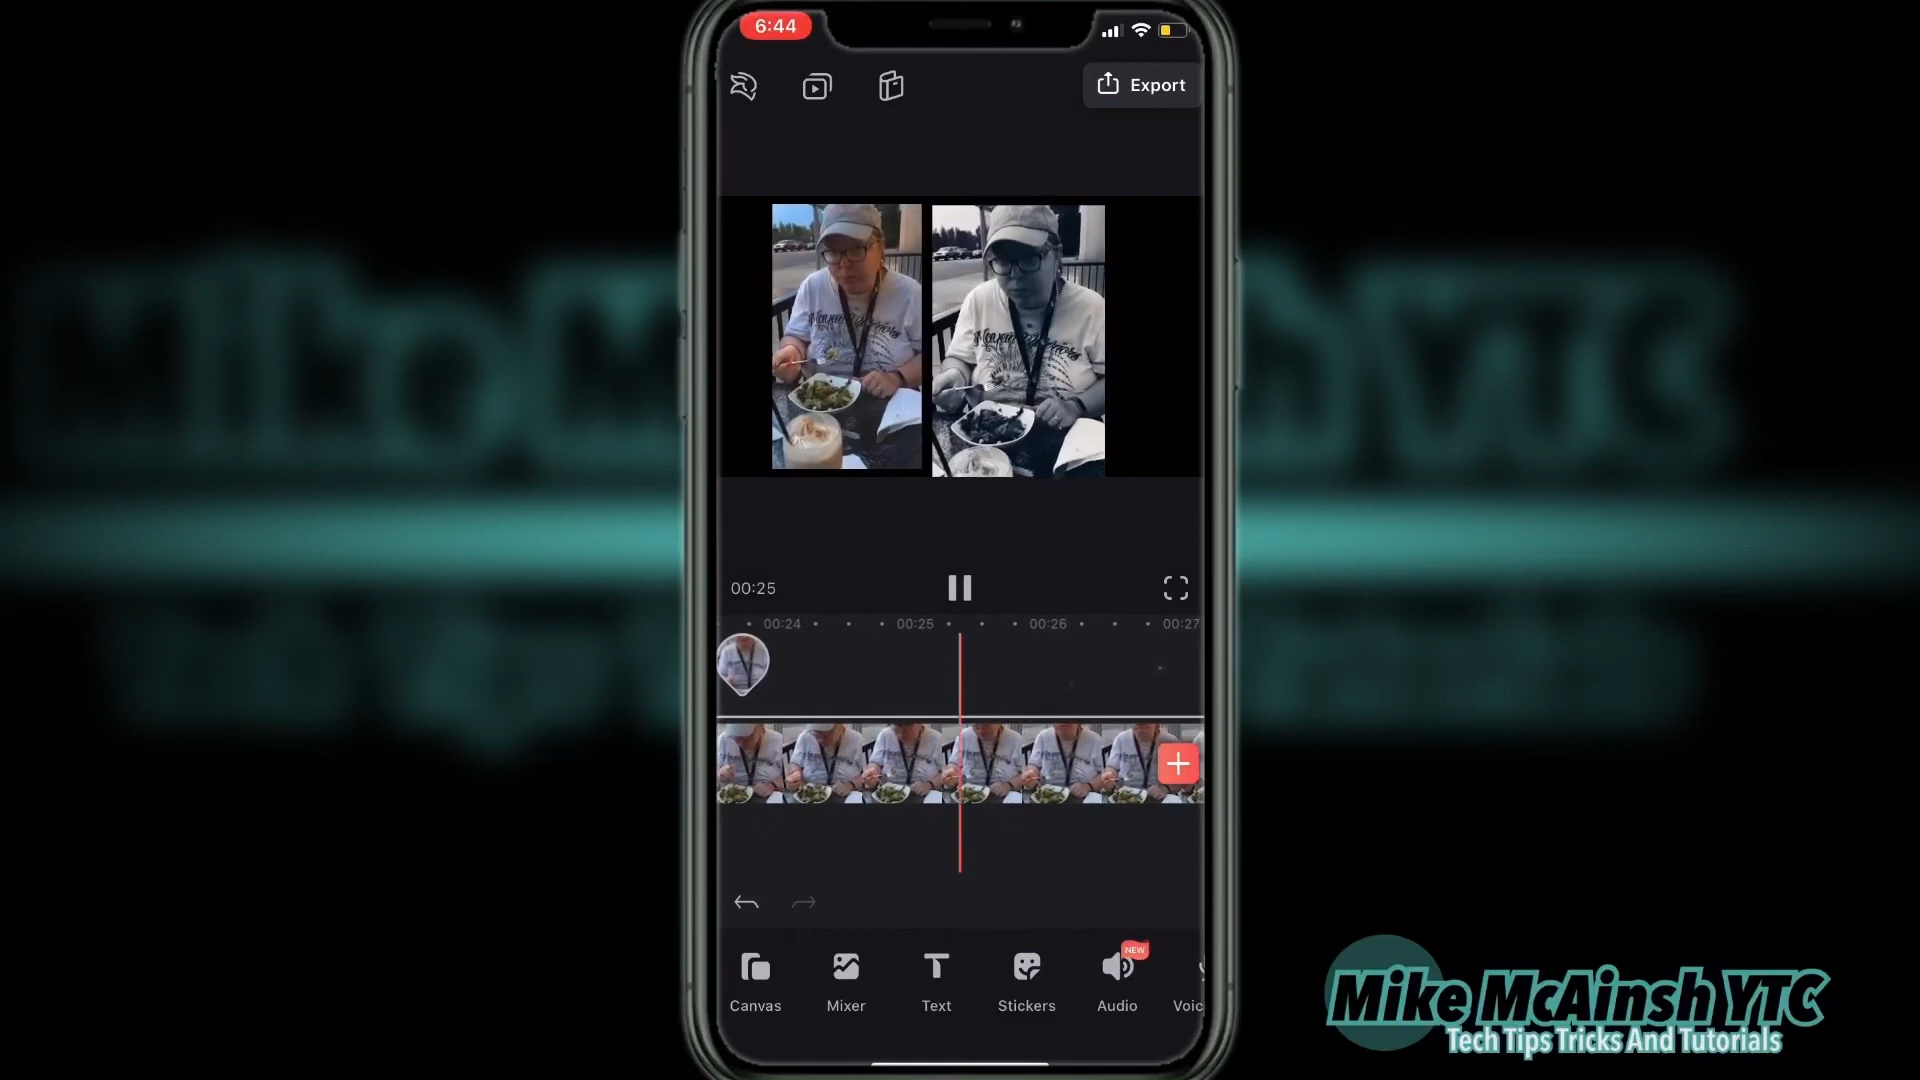 6:44
Export
00:25
00:24
00:25
00:26
00:27
NEW
Canvas
Mixer
Text
Stickers
Audio
Voic
Mike McAinsh YTC
Tech Tips Tricks And Tutorials